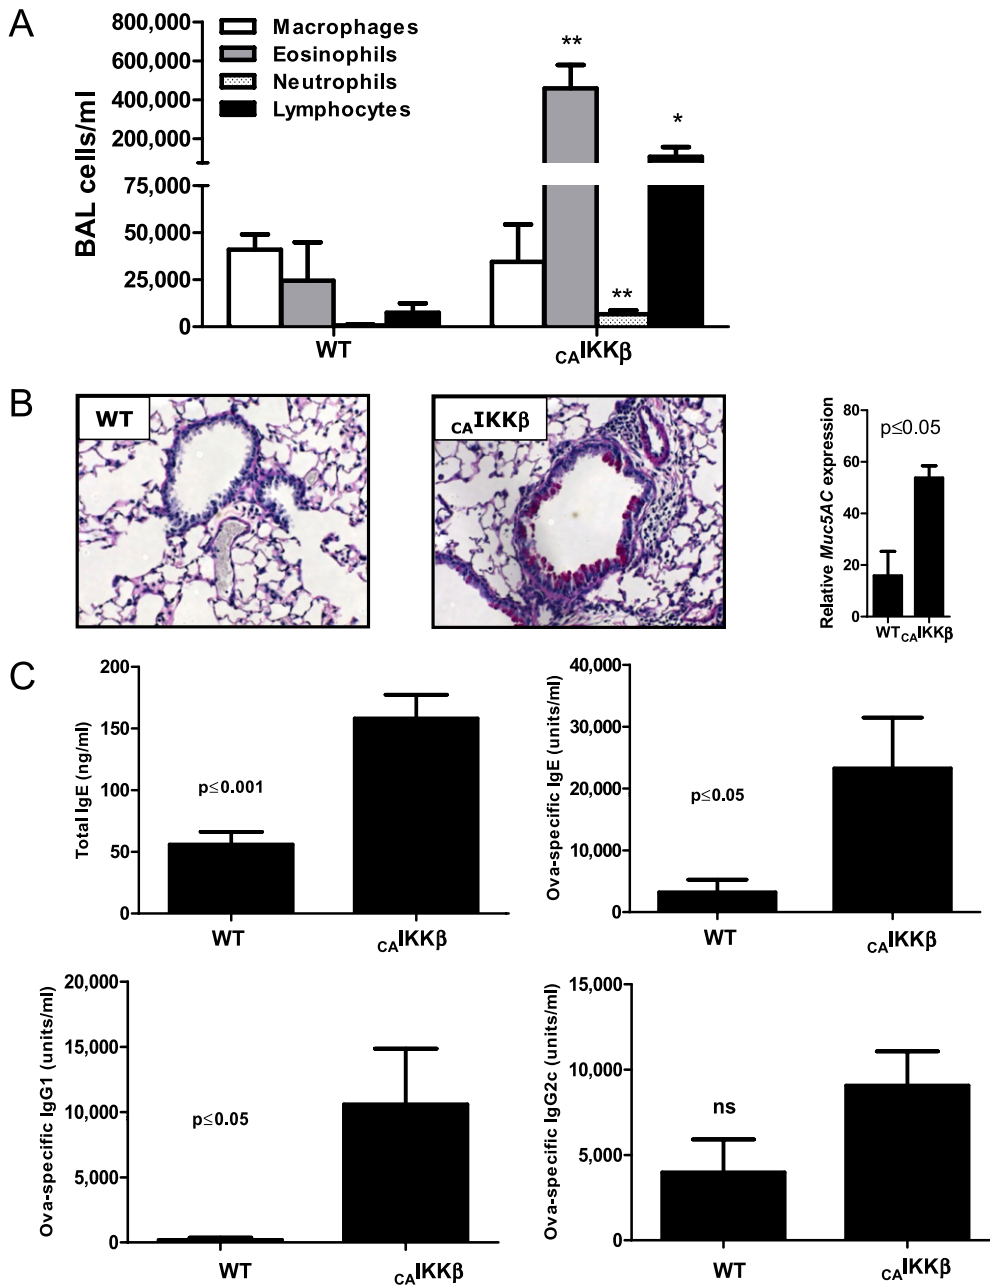 A
800,000
600,000
400,000
200,000
75,000
50,000
25,000
0
BAL cells/ml
Macrophages
Eosinophils
Neutrophils
Lymphocytes
**
*
**
WT
CAIKKβ
B
WT
CAIKKβ
Relative Muc5AC expression
80
60
40
20
0
p≤0.05
WT CAIKKβ
C
Total IgE (ng/ml)
200
150
100
50
0
p≤0.001
WT
CAIKKβ
Ova-specific IgE (units/ml)
40,000
30,000
20,000
10,000
0
p≤0.05
WT
CAIKKβ
Ova-specific IgG1 (units/ml)
20,000
15,000
10,000
5,000
0
p≤0.05
WT
CAIKKβ
Ova-specific IgG2c (units/ml)
15,000
10,000
5,000
0
ns
WT
CAIKKβ